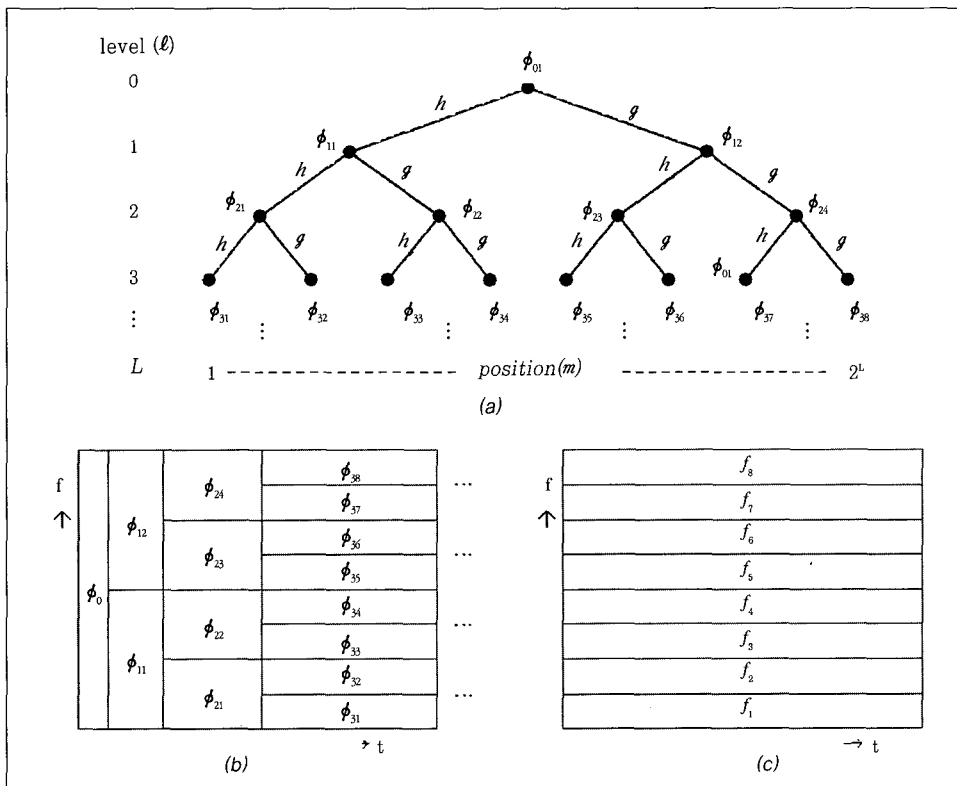 level (ℓ)
0
ϕ₀₁
h
g
1
ϕ₁₁
ϕ₁₂
h
g
h
g
2
ϕ₂₁
ϕ₂₂
ϕ₂₃
ϕ₂₄
h
g
h
g
h
g
h
g
3
ϕ₀₁
ϕ₃₁
ϕ₃₂
ϕ₃₃
ϕ₃₄
ϕ₃₅
ϕ₃₆
ϕ₃₇
ϕ₃₈
⋮ ⋮ ⋮ ⋮ ⋮
L 1 position(m) 2ᴸ
(a)
f
↑
ϕ₀
ϕ₁₂
ϕ₁₁
ϕ₂₄
ϕ₂₃
ϕ₂₂
ϕ₂₁
ϕ₃₈
ϕ₃₇
ϕ₃₆
ϕ₃₅
ϕ₃₄
ϕ₃₃
ϕ₃₂
ϕ₃₁
...
...
...
...
→ t
(b)
f
↑
f₈
f₇
f₆
f₅
f₄
f₃
f₂
f₁
→ t
(c)